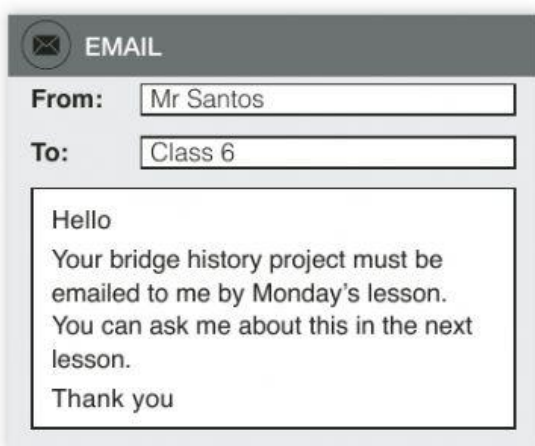 EMAIL
From: Mr Santos
To: Class 6
Hello
Your bridge history project must be
emailed to me by Monday's lesson.
You can ask me about this in the next
lesson.
Thank you